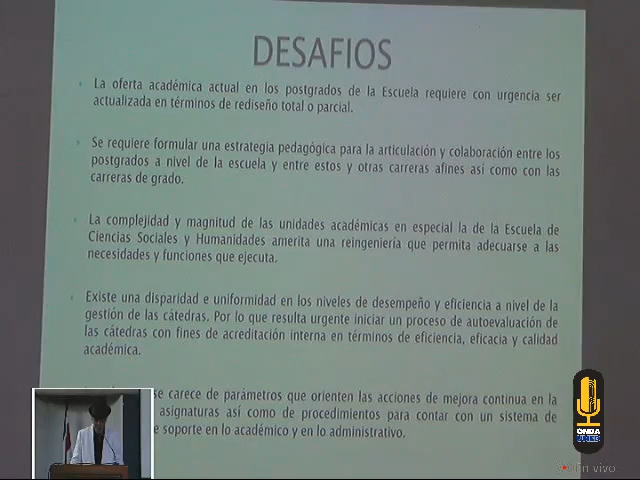 DESAFIOS
La oferta académica actual en los postgrados de la Escuela requiere con urgencia ser
actualizada en términos de rediseño total o parcial.
Se requiere formular una estrategia pedagógica para la articulación y colaboración entre los
postgrados a nivel de la escuela y entre estos y otras carreras afines así como con las
carreras de grado.
La complejidad y magnitud de las unidades académicas en especial la de la Escuela de
Ciencias Sociales y Humanidades amerita una reingeniería que permita adecuarse a las
necesidades y funciones que ejecuta.
Existe una disparidad e uniformidad en los niveles de desempeño y eficiencia a nivel de la
gestión de las cátedras. Por lo que resulta urgente iniciar un proceso de autoevaluación de
las cátedras con fines de acreditación interna en términos de eficiencia, eficacia y calidad
académica.
se carece de parámetros que orienten las acciones de mejora continua en la
asignaturas así como de procedimientos para contar con un sistema de
e soporte en lo académico y en lo administrativo.
ONDA
UNED
En vivo